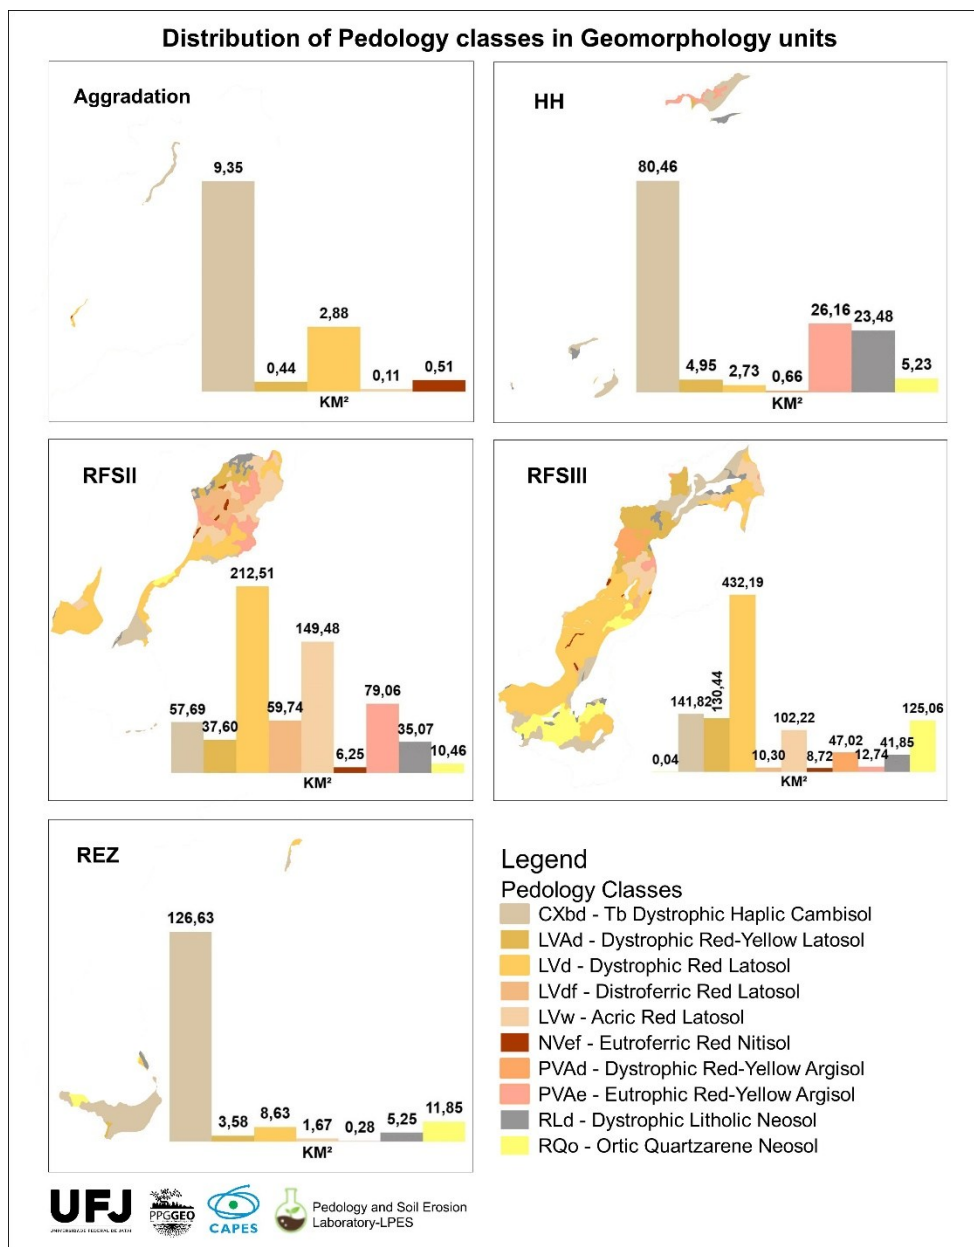 Distribution of Pedology classes in Geomorphology units
Aggradation
9,35
0,44
2,88
0,11
0,51
KM²
HH
80,46
4,95
2,73
0,66
26,16
23,48
5,23
KM²
RFSII
57,69
37,60
212,51
59,74
149,48
6,25
79,06
35,07
10,46
KM²
RFSIII
0,04
141,82
130,44
432,19
10,30
102,22
8,72
47,02
12,74
41,85
125,06
KM²
REZ
126,63
3,58
8,63
1,67
0,28
5,25
11,85
KM²
Legend
Pedology Classes
CXbd - Tb Dystrophic Haplic Cambisol
LVAd - Dystrophic Red-Yellow Latosol
LVd - Dystrophic Red Latosol
LVdf - Distroferric Red Latosol
LVw - Acric Red Latosol
NVef - Eutroferric Red Nitisol
PVAd - Dystrophic Red-Yellow Argisol
PVAe - Eutrophic Red-Yellow Argisol
RLd - Dystrophic Litholic Neosol
RQo - Ortic Quartzarene Neosol
UFJ
UNIVERSIDADE FEDERAL DE JATAÍ
PPGGEO
CAPES
Pedology and Soil Erosion
Laboratory-LPES